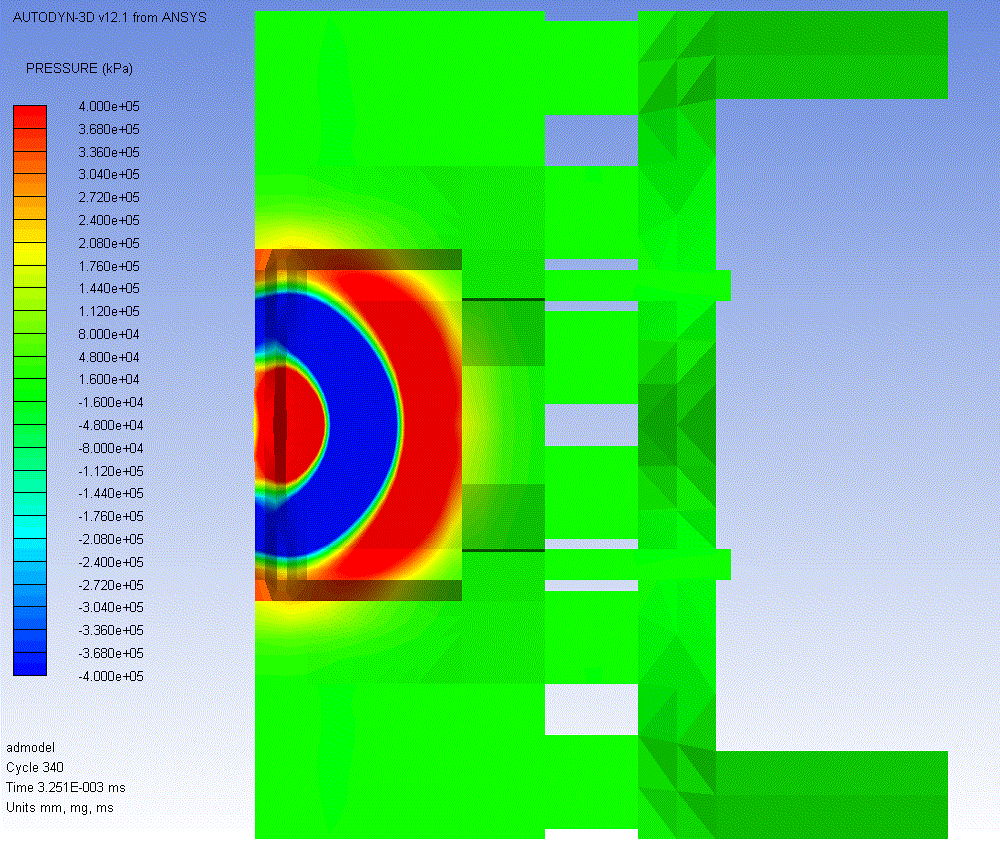 AUTODYN-3D v12.1 from ANSYS
PRESSURE (kPa)
4.000e+05
3.680e+05
3.360e+05
3.040e+05
2.720e+05
2.400e+05
2.080e+05
1.760e+05
1.440e+05
1.120e+05
8.000e+04
4.800e+04
1.600e+04
-1.600e+04
-4.800e+04
-8.000e+04
-1.120e+05
-1.440e+05
-1.760e+05
-2.080e+05
-2.400e+05
-2.720e+05
-3.040e+05
-3.360e+05
-3.680e+05
-4.000e+05
admodel
Cycle 340
Time 3.251E-003 ms
Units mm, mg, ms